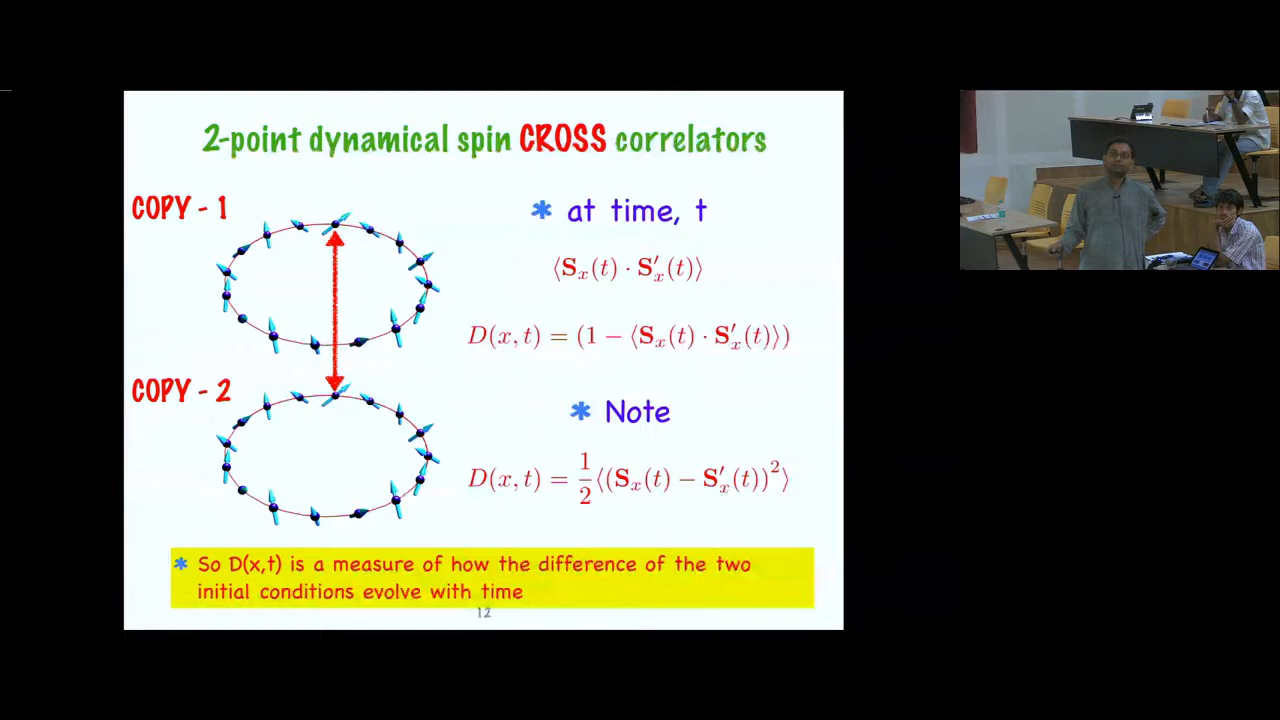 2-point dynamical spin CROSS correlators
COPY - 1
* at time, t
⟨S_x(t) · S′_x(t)⟩
D(x, t) = (1 − ⟨S_x(t) · S′_x(t)⟩)
COPY - 2
* Note
D(x, t) = 1/2 ⟨(S_x(t) − S′_x(t))²⟩
* So D(x,t) is a measure of how the difference of the two
initial conditions evolve with time
12